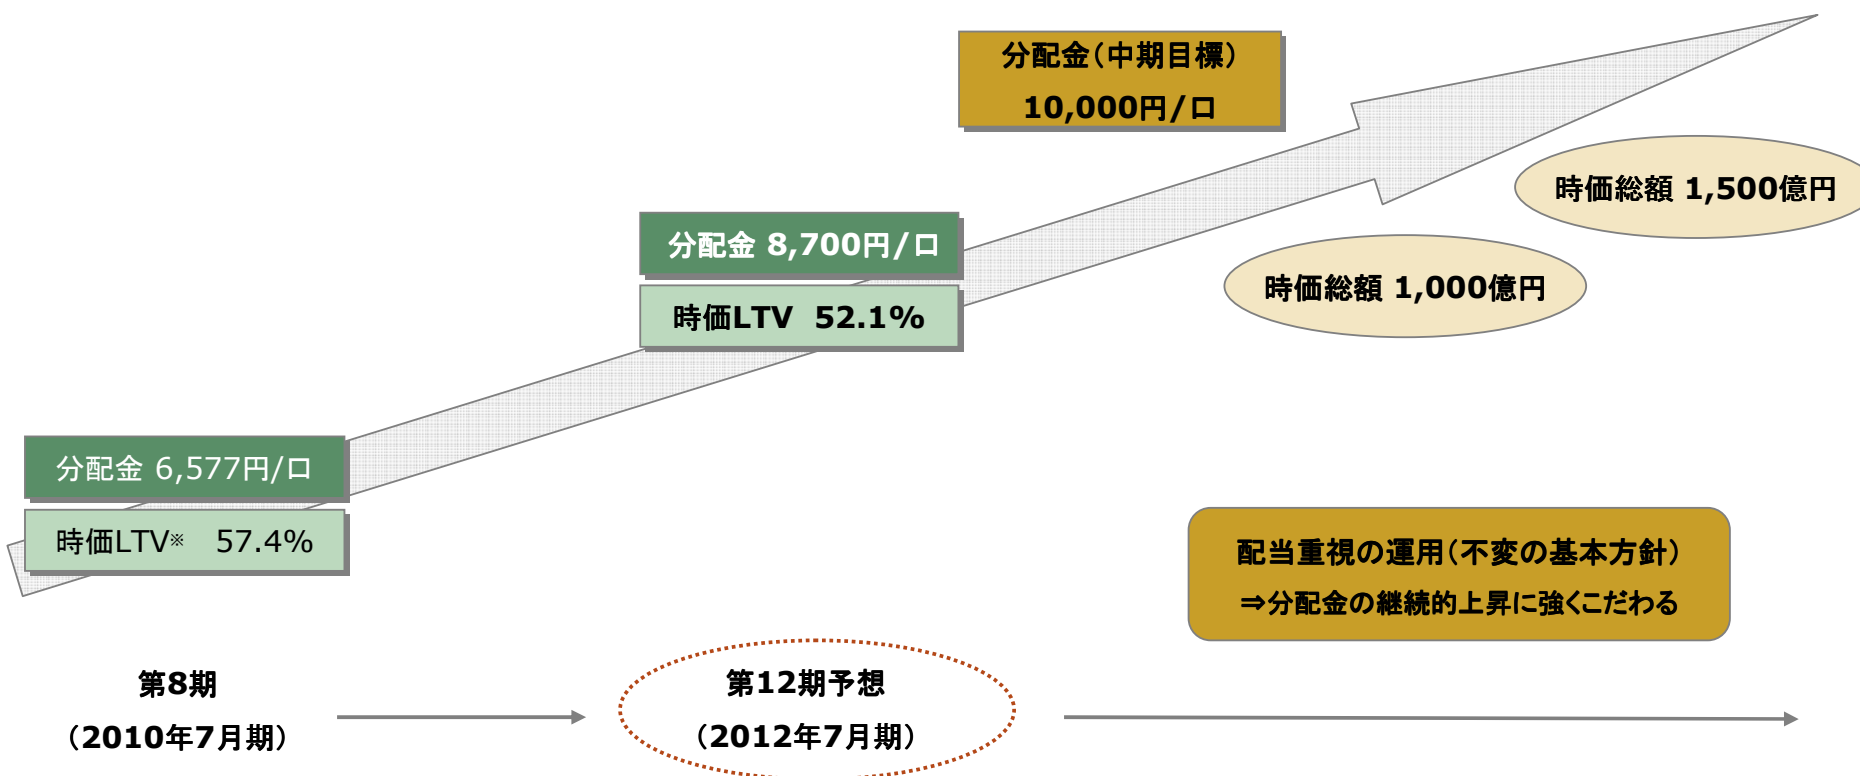 分配金(中期目標)
10,000円/口
時価総額 1,500億円
分配金 8,700円/口
時価LTV 52.1%
時価総額 1,000億円
分配金 6,577円/口
時価LTV※ 57.4%
配当重視の運用(不変の基本方針)
⇒分配金の継続的上昇に強くこだわる
第8期
(2010年7月期)
第12期予想
(2012年7月期)